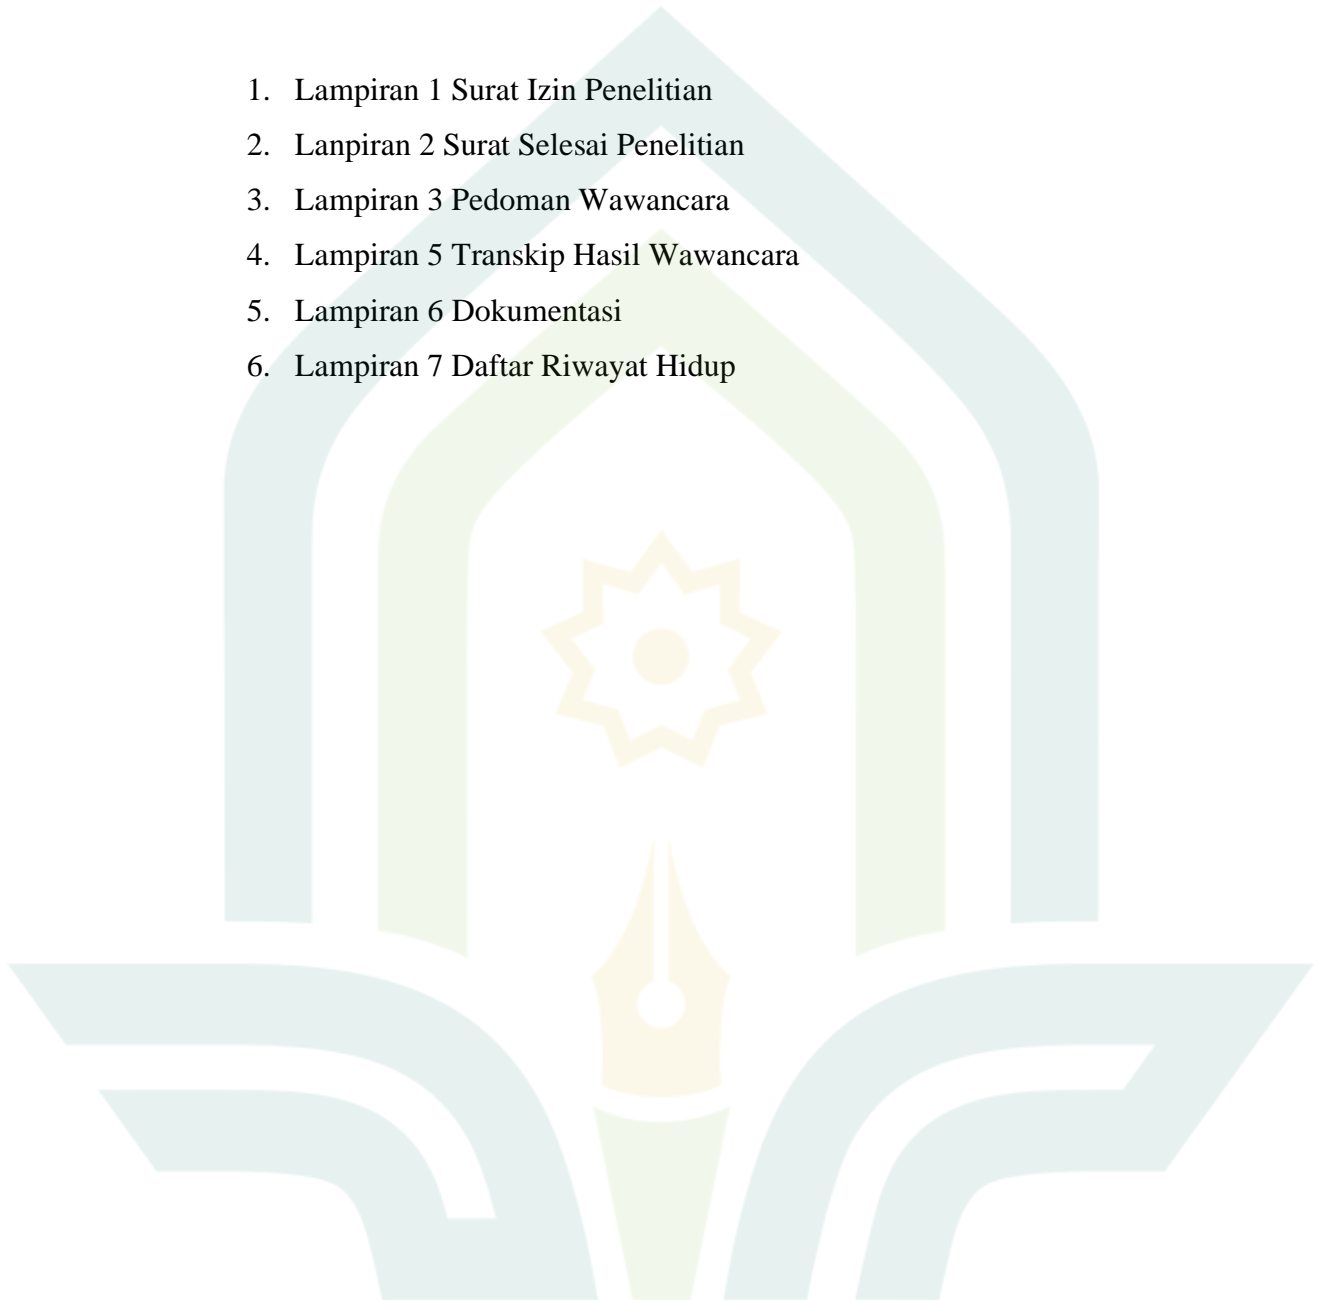 1. Lampiran 1 Surat Izin Penelitian
2. Lanpiran 2 Surat Selesai Penelitian
3. Lampiran 3 Pedoman Wawancara
4. Lampiran 5 Transkip Hasil Wawancara
5. Lampiran 6 Dokumentasi
6. Lampiran 7 Daftar Riwayat Hidup